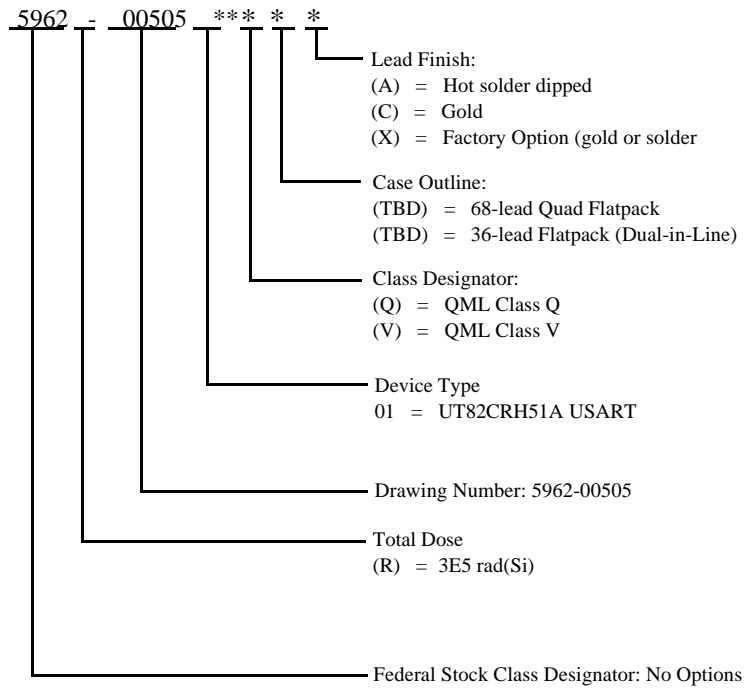 5962 - 00505 ** * * *
Lead Finish:
(A) = Hot solder dipped
(C) = Gold
(X) = Factory Option (gold or solder
Case Outline:
(TBD) = 68-lead Quad Flatpack
(TBD) = 36-lead Flatpack (Dual-in-Line)
Class Designator:
(Q) = QML Class Q
(V) = QML Class V
Device Type
01 = UT82CRH51A USART
Drawing Number: 5962-00505
Total Dose
(R) = 3E5 rad(Si)
Federal Stock Class Designator: No Options